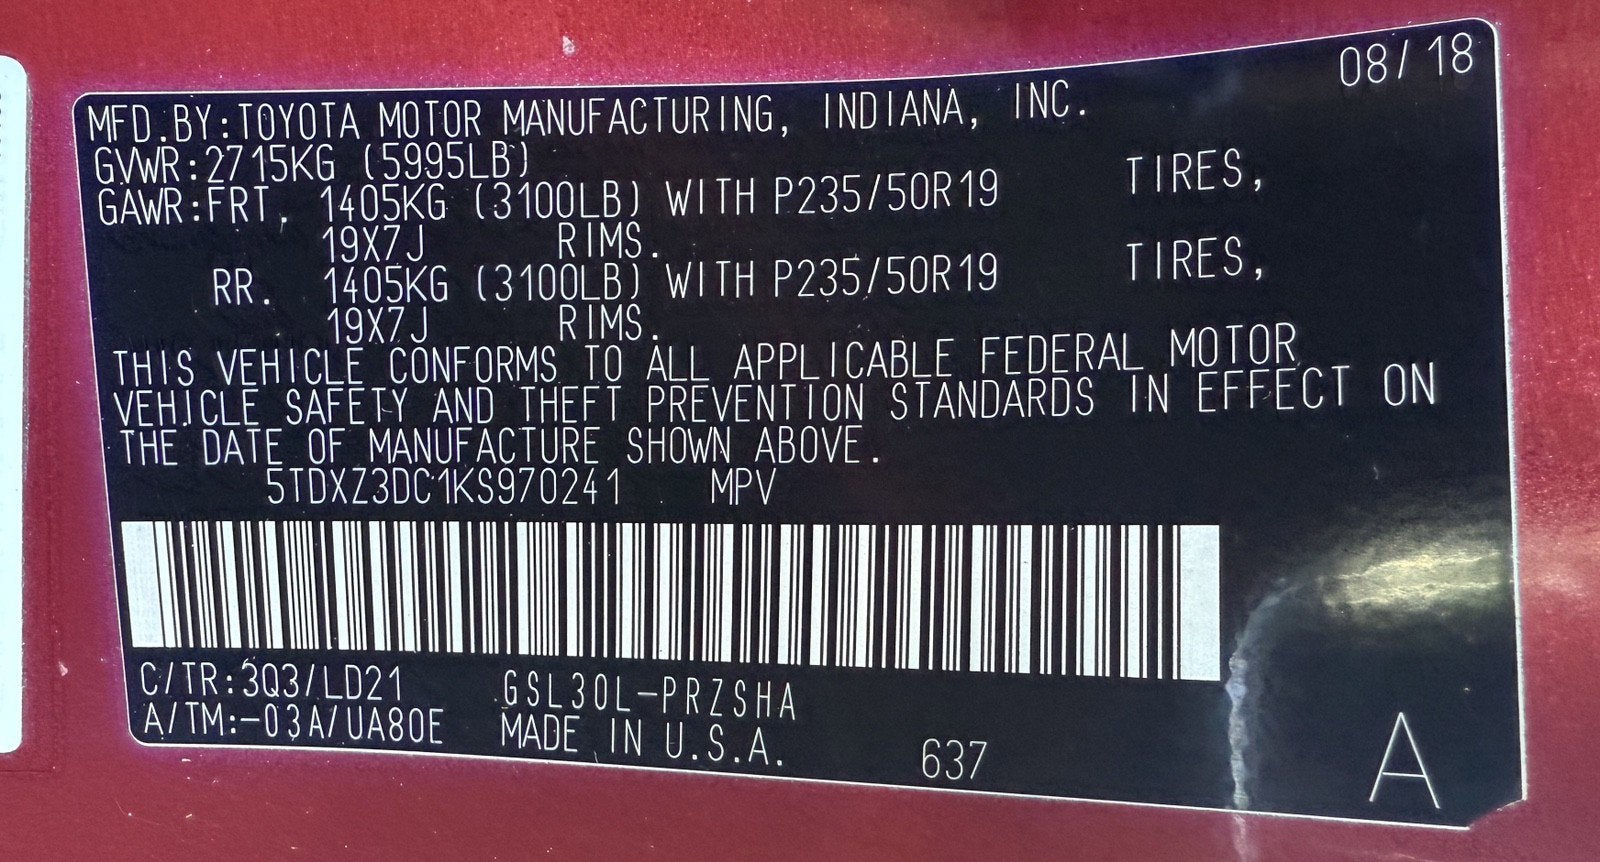 08/18
MFD.BY:TOYOTA MOTOR MANUFACTURING, INDIANA, INC.
GVWR:2715KG (5995LB)
GAWR:FRT. 1405KG (3100LB) WITH P235/50R19 TIRES,
19X7J RIMS.
RR. 1405KG (3100LB) WITH P235/50R19 TIRES,
19X7J RIMS.
THIS VEHICLE CONFORMS TO ALL APPLICABLE FEDERAL MOTOR
VEHICLE SAFETY AND THEFT PREVENTION STANDARDS IN EFFECT ON
THE DATE OF MANUFACTURE SHOWN ABOVE.
5TDXZ3DC1KS970241 MPV
C/TR:3Q3/LD21 GSL30L-PRZSHA
A/TM:-03A/UA80E MADE IN U.S.A. 637
A